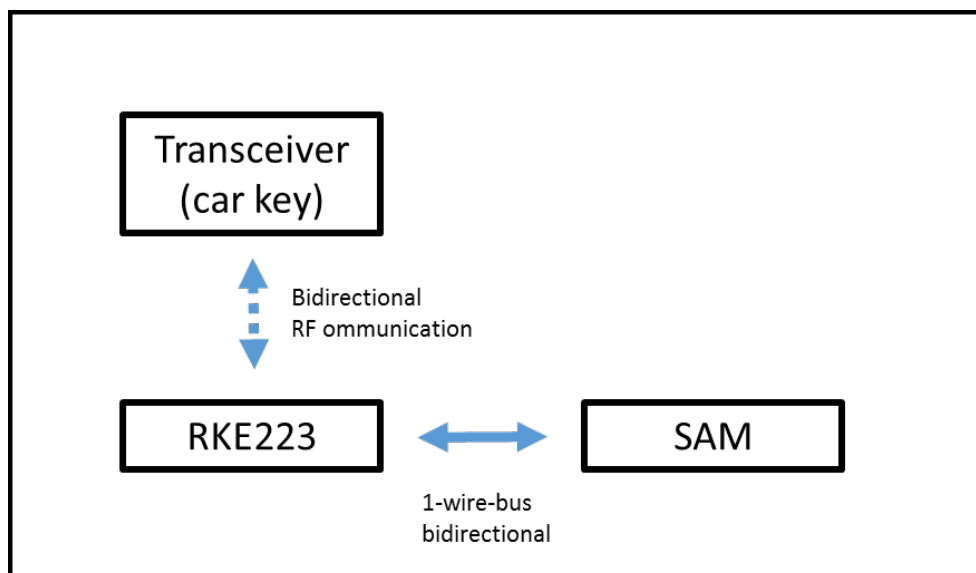 Transceiver
(car key)
Bidirectional
RF ommunication
RKE223
SAM
1-wire-bus
bidirectional